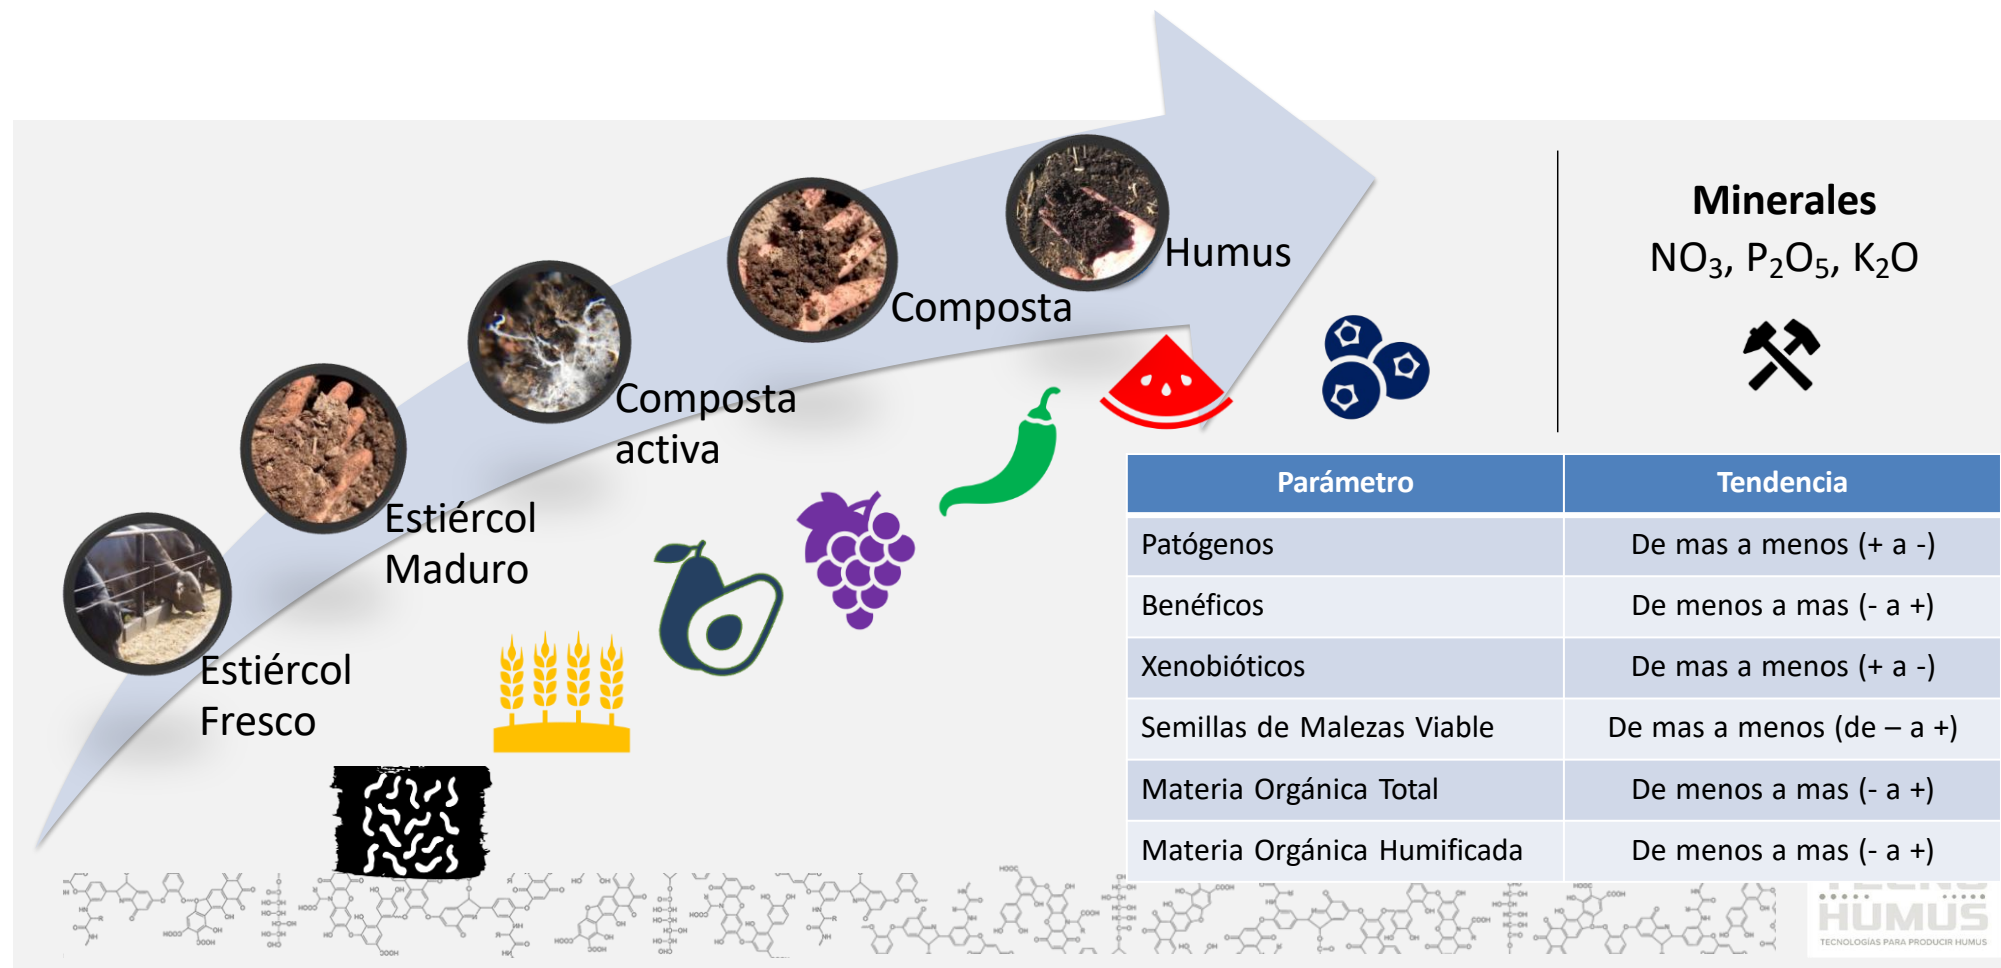 Humus
Composta
Composta
activa
Estiércol
Maduro
Estiércol
Fresco
Minerales
NO₃, P₂O₅, K₂O
Parámetro Tendencia
Patógenos De mas a menos (+ a -)
Benéficos De menos a mas (- a +)
Xenobióticos De mas a menos (+ a -)
Semillas de Malezas Viable De mas a menos (de – a +)
Materia Orgánica Total De menos a mas (- a +)
Materia Orgánica Humificada De menos a mas (- a +)
HUMUS
TECNOLOGÍAS PARA PRODUCIR HUMUS